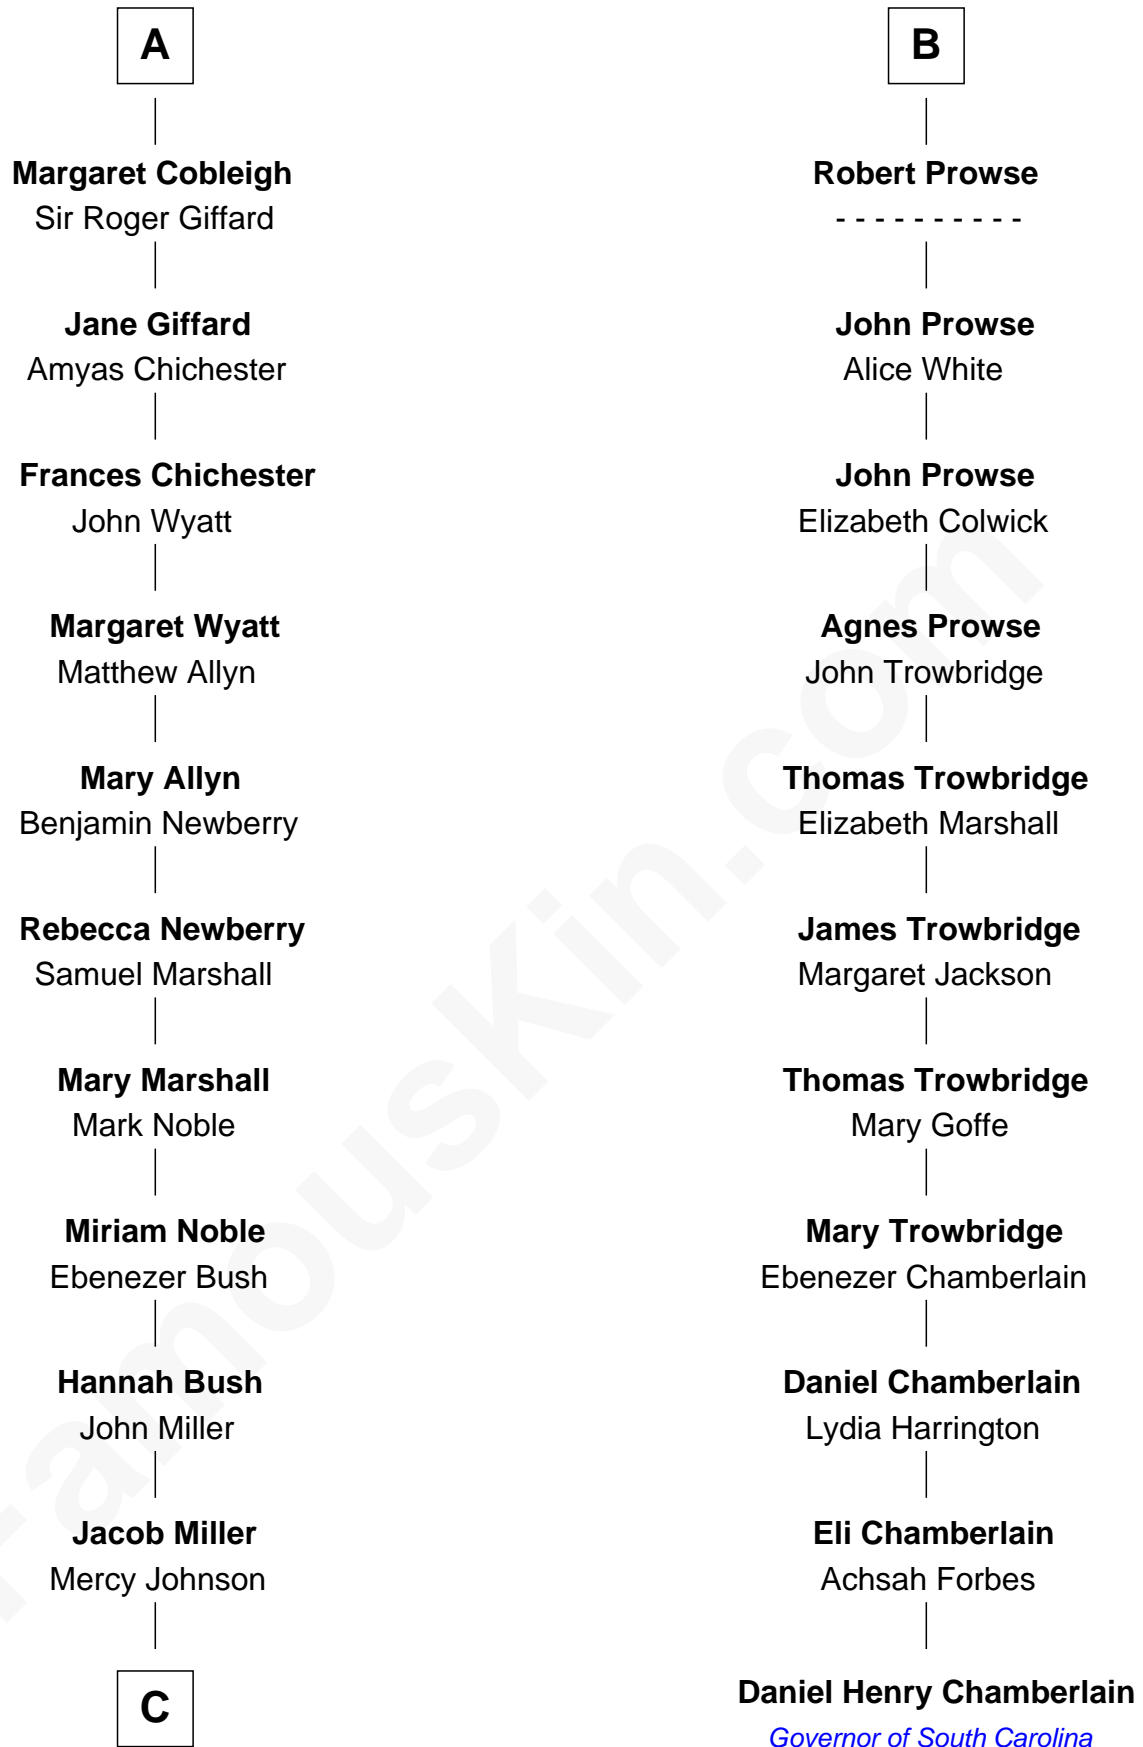 A
Margaret Cobleigh
Sir Roger Giffard
Jane Giffard
Amyas Chichester
Frances Chichester
John Wyatt
Margaret Wyatt
Matthew Allyn
Mary Allyn
Benjamin Newberry
Rebecca Newberry
Samuel Marshall
Mary Marshall
Mark Noble
Miriam Noble
Ebenezer Bush
Hannah Bush
John Miller
Jacob Miller
Mercy Johnson
C
B
Robert Prowse
- - - - - - - - - -
John Prowse
Alice White
John Prowse
Elizabeth Colwick
Agnes Prowse
John Trowbridge
Thomas Trowbridge
Elizabeth Marshall
James Trowbridge
Margaret Jackson
Thomas Trowbridge
Mary Goffe
Mary Trowbridge
Ebenezer Chamberlain
Daniel Chamberlain
Lydia Harrington
Eli Chamberlain
Achsah Forbes
Daniel Henry Chamberlain
Governor of South Carolina
FamousKin.com